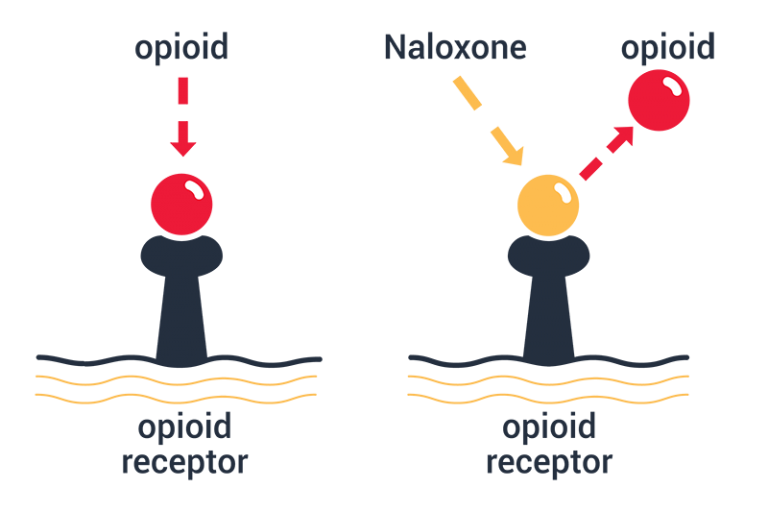 opioid
opioid
receptor
Naloxone
opioid
opioid
receptor